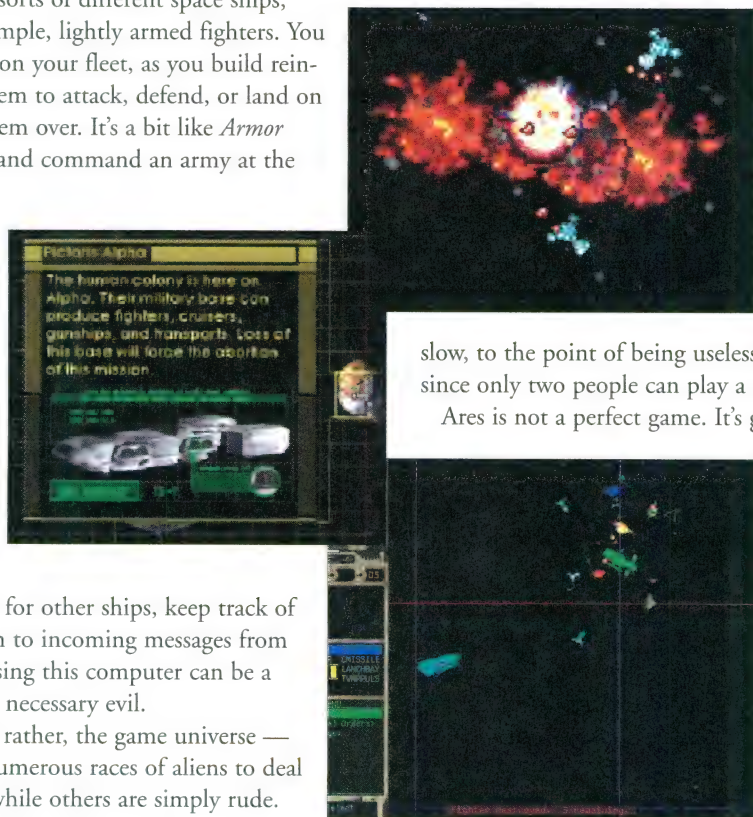 sorts of different space ships,
mple, lightly armed fighters. You
on your fleet, as you build rein-
em to attack, defend, or land on
em over. It's a bit like Armor
and command an army at the
Alpha
The human colony is here on
Alpha. Their military base can
produce fighters, cruisers,
gunships, and transports. Loss of
this base will force the abortion
of this mission.
slow, to the point of being useless
since only two people can play a
Ares is not a perfect game. It's g
for other ships, keep track of
n to incoming messages from
sing this computer can be a
necessary evil.
rather, the game universe —
umerous races of aliens to deal
while others are simply rude.